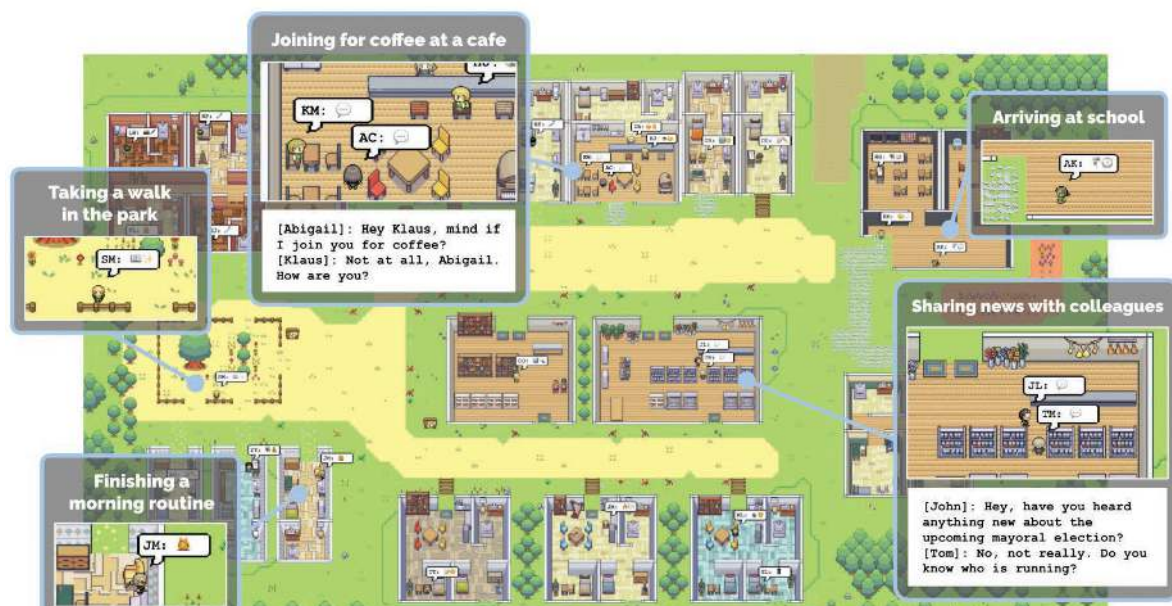 Joining for coffee at a cafe
KM:
AC:
[Abigail]: Hey Klaus, mind if
I join you for coffee?
[Klaus]: Not at all, Abigail.
How are you?
Taking a walk
in the park
SM:
Arriving at school
AK:
Sharing news with colleagues
JL:
TM:
[John]: Hey, have you heard
anything new about the
upcoming mayoral election?
[Tom]: No, not really. Do you
know who is running?
Finishing a
morning routine
JM: